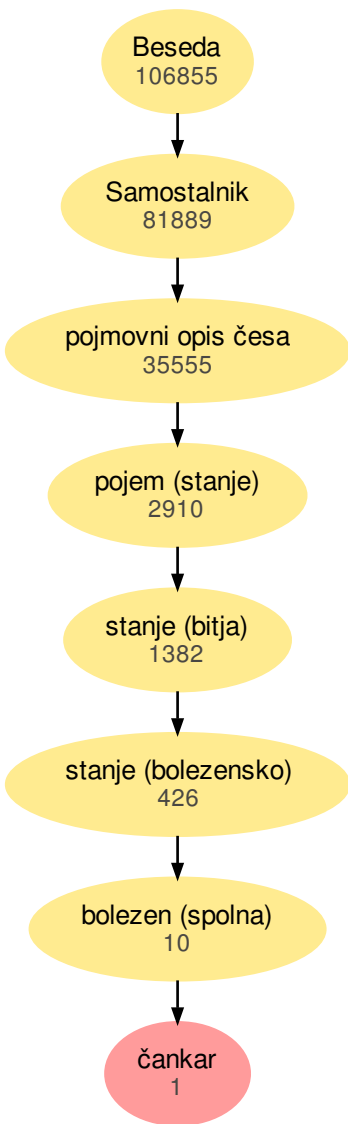 Beseda
106855
Samostalnik
81889
pojmovni opis česa
35555
pojem (stanje)
2910
stanje (bitja)
1382
stanje (bolezensko)
426
bolezen (spolna)
10
čankar
1